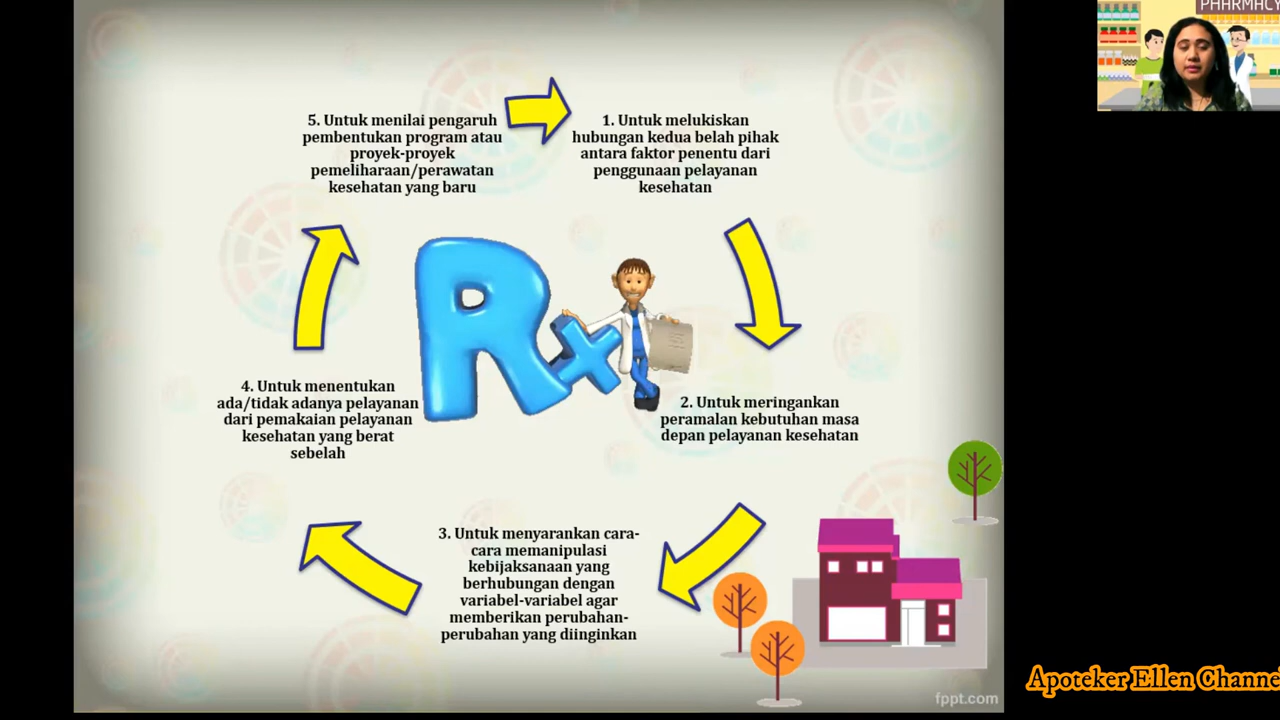 PHARMACY
5. Untuk menilai pengaruh
pembentukan program atau
proyek-proyek
pemeliharaan/perawatan
kesehatan yang baru
1. Untuk melukiskan
hubungan kedua belah pihak
antara faktor penentu dari
penggunaan pelayanan
kesehatan
2. Untuk meringankan
peramalan kebutuhan masa
depan pelayanan kesehatan
3. Untuk menyarankan cara-
cara memanipulasi
kebijaksanaan yang
berhubungan dengan
variabel-variabel agar
memberikan perubahan-
perubahan yang diinginkan
4. Untuk menentukan
ada/tidak adanya pelayanan
dari pemakaian pelayanan
kesehatan yang berat
sebelah
Rx
Apoteker Ellen Channe
fppt.com